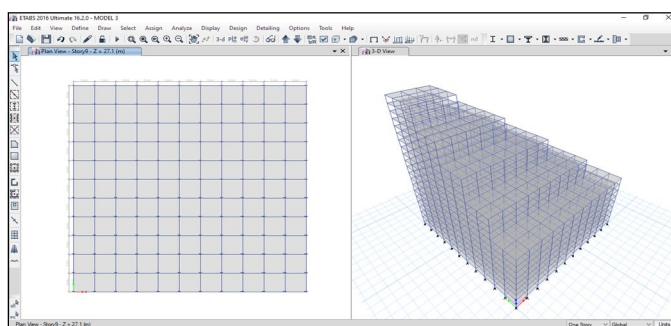 ETABS 2016 Ultimate 16.2.0 - MODEL 3
File Edit View Define Draw Select Assign Analyze Display Design Detailing Options Tools Help
Plan View - Story9 - Z = 27.1 (m)
3-D View
Plan View - Story9 - Z = 27.1 (m)
One Story Global Units